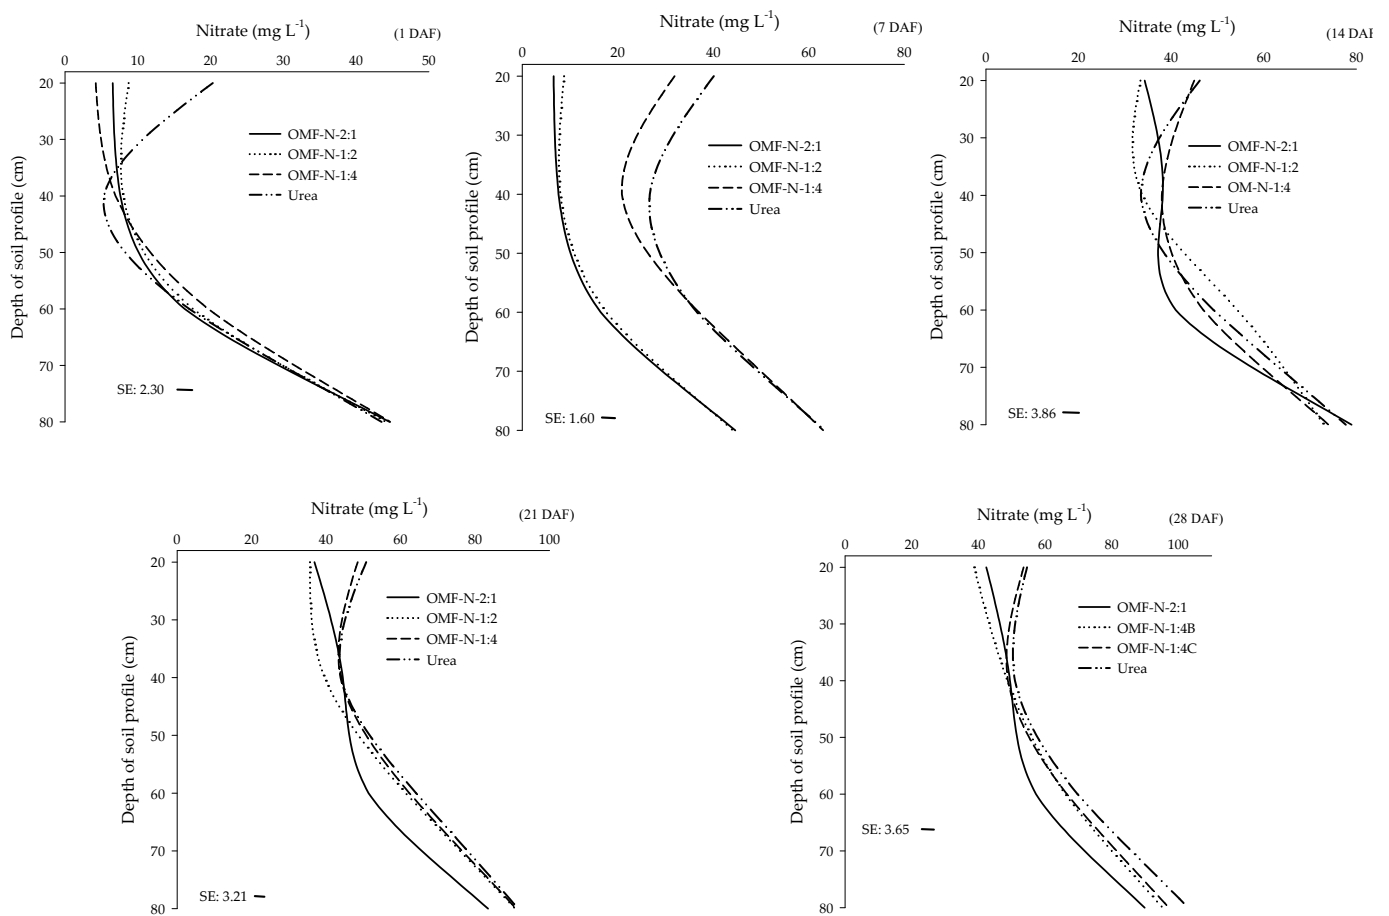 Nitrate (mg L⁻¹) (1 DAF)
0 10 20 30 40 50
Depth of soil profile (cm)
20
30
40
50
60
70
80
OMF-N-2:1
OMF-N-1:2
OMF-N-1:4
Urea
SE: 2.30
Nitrate (mg L⁻¹) (7 DAF)
0 20 40 60 80
Depth of soil profile (cm)
20
30
40
50
60
70
80
OMF-N-2:1
OMF-N-1:2
OMF-N-1:4
Urea
SE: 1.60
Nitrate (mg L⁻¹) (14 DAF
0 20 40 60 80
Depth of soil profile (cm)
20
30
40
50
60
70
80
OMF-N-2:1
OMF-N-1:2
OM-N-1:4
Urea
SE: 3.86
Nitrate (mg L⁻¹) (21 DAF)
0 20 40 60 80 100
Depth of soil profile (cm)
20
30
40
50
60
70
80
OMF-N-2:1
OMF-N-1:2
OMF-N-1:4
Urea
SE: 3.21
Nitrate (mg L⁻¹) (28 DAF)
0 20 40 60 80 100
Depth of soil profile (cm)
20
30
40
50
60
70
80
OMF-N-2:1
OMF-N-1:4B
OMF-N-1:4C
Urea
SE: 3.65